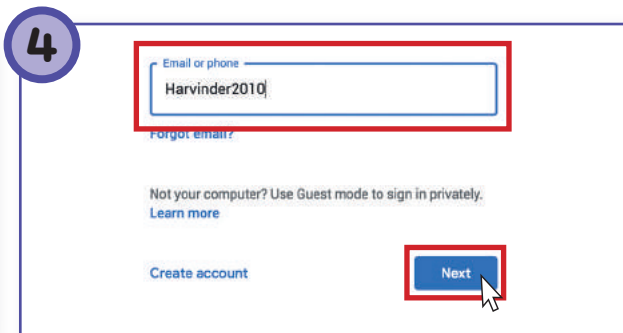 4
Email or phone
Harvinder2010
Forgot email?
Not your computer? Use Guest mode to sign in privately.
Learn more
Create account
Next